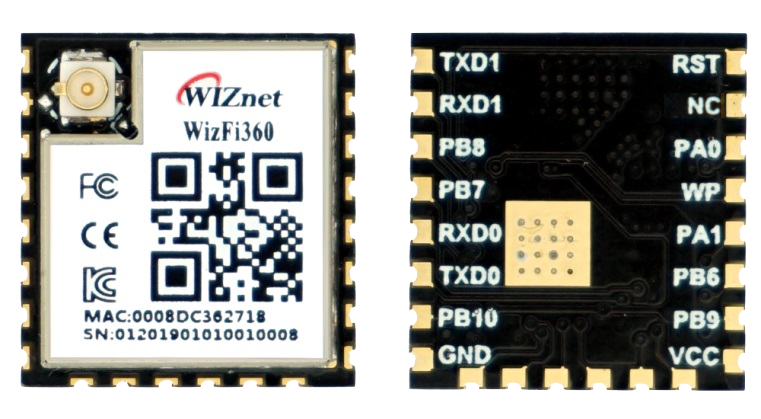 WIZnet
WizFi360
FC
CE
KC
MAC:0008DC362718
SN:01201901010010008
TXD1 RST
RXD1 NC
PB8 PA0
PB7 WP
RXD0 PA1
TXD0 PB6
PB10 PB9
GND VCC